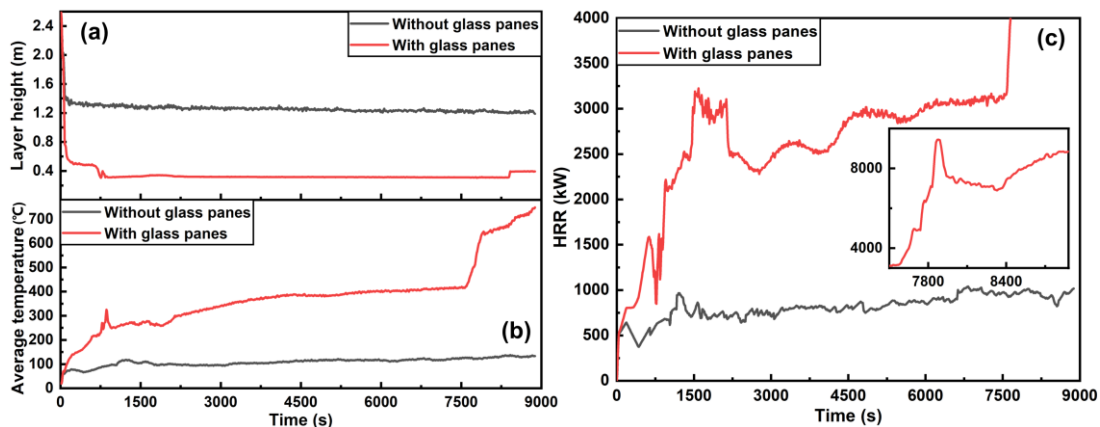 (a)
Without glass panes
With glass panes
Layer height (m)
2.4
2.0
1.6
1.2
0.8
0.4
Without glass panes
With glass panes
(b)
Average temperature(℃)
700
600
500
400
300
200
100
0
0 1500 3000 4500 6000 7500 9000
Time (s)
Without glass panes
With glass panes
(c)
HRR (kW)
4000
3500
3000
2500
2000
1500
1000
500
0
8000
4000
7800 8400
0 1500 3000 4500 6000 7500 9000
Time (s)